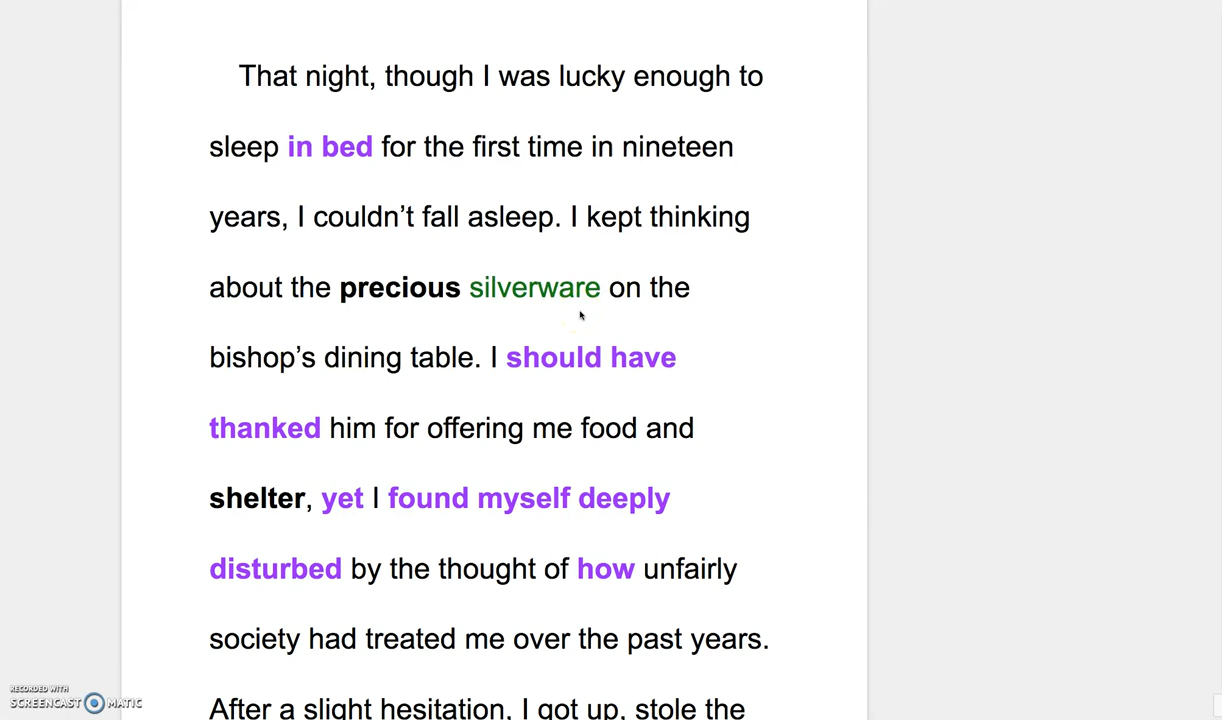 That night, though I was lucky enough to
sleep in bed for the first time in nineteen
years, I couldn’t fall asleep. I kept thinking
about the precious silverware on the
bishop’s dining table. I should have
thanked him for offering me food and
shelter, yet I found myself deeply
disturbed by the thought of how unfairly
society had treated me over the past years.
After a slight hesitation, I got up, stole the
RECORDED WITH
SCREENCAST MATIC